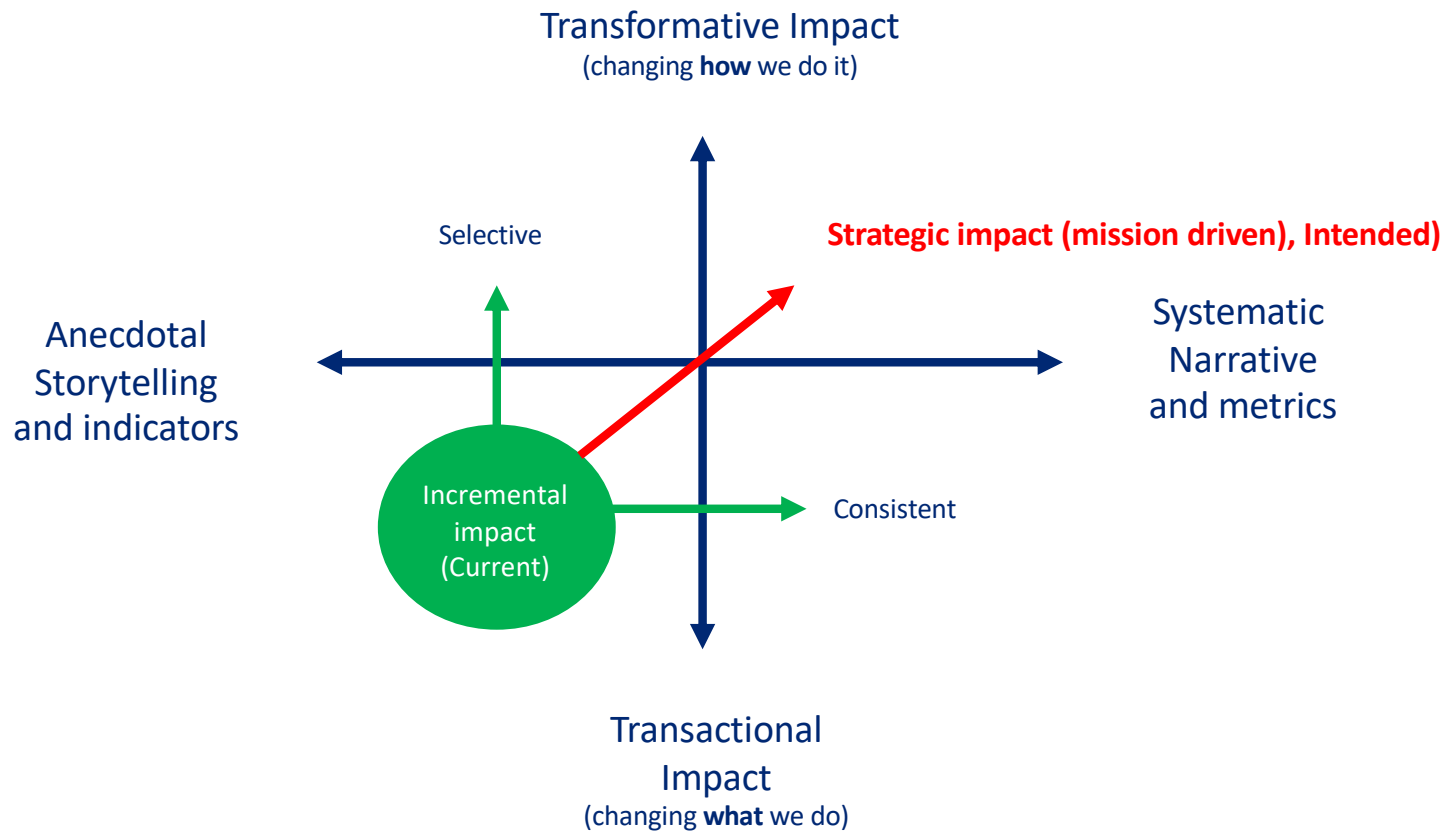 Transformative Impact
(changing how we do it)
Selective
Strategic impact (mission driven), Intended)
Anecdotal
Storytelling
and indicators
Systematic
Narrative
and metrics
Incremental
impact
(Current)
Consistent
Transactional
Impact
(changing what we do)